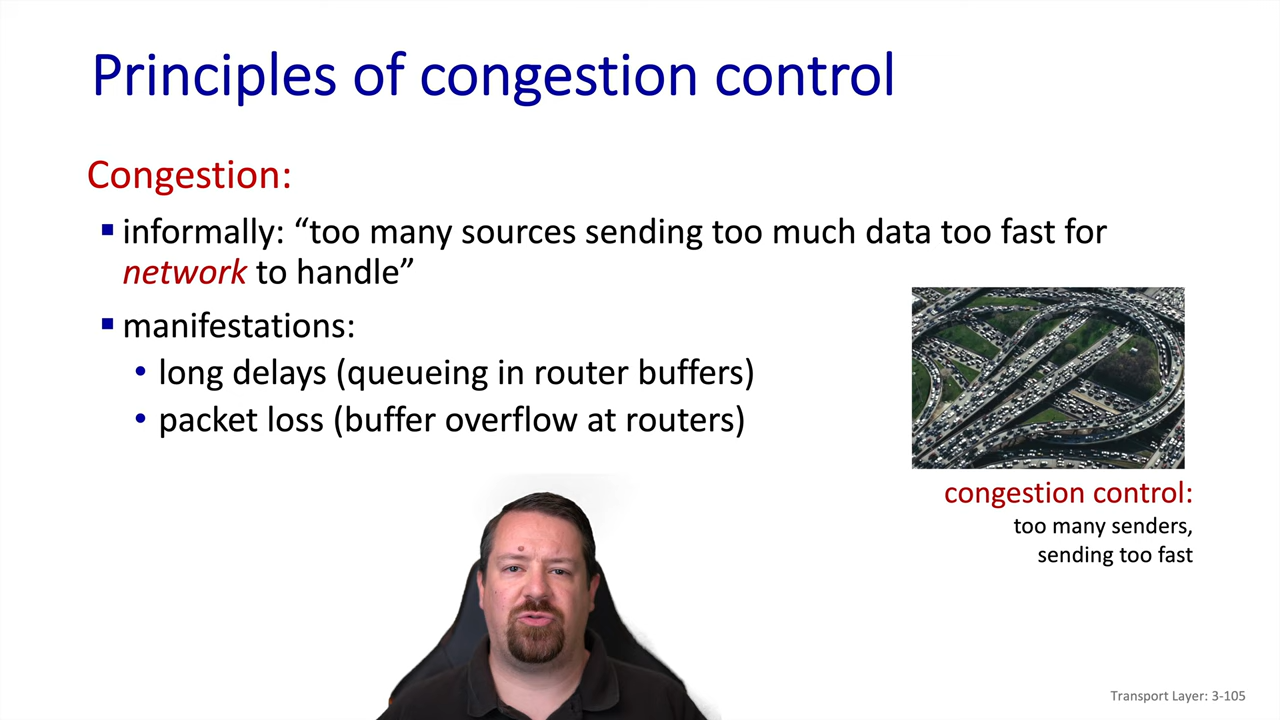 Principles of congestion control
Congestion:
informally: “too many sources sending too much data too fast for
network to handle”
manifestations:
long delays (queueing in router buffers)
packet loss (buffer overflow at routers)
congestion control:
too many senders,
sending too fast
Transport Layer: 3-105